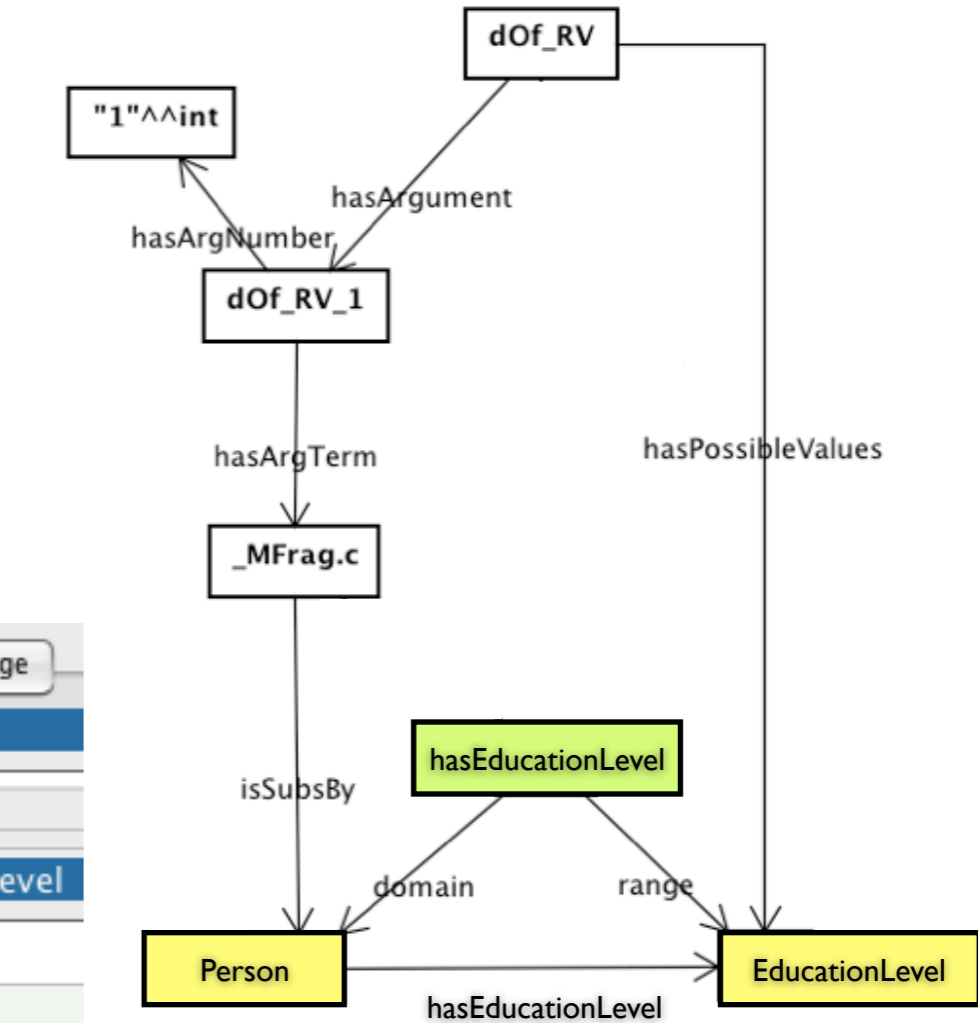 dOf_RV
"1"^^int
hasArgument
hasArgNumber
dOf_RV_1
hasArgTerm
hasPossibleValues
_MFrag.c
ge
hasEducationLevel
isSubsBy
evel
domain
range
Person
EducationLevel
hasEducationLevel